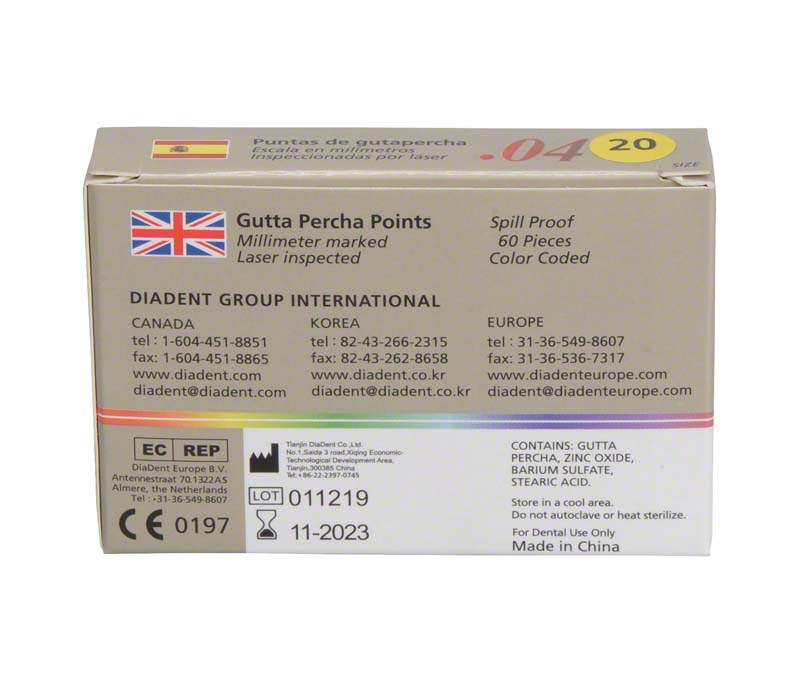 Puntas de gutapercha
Escala en milímetros
Inspeccionadas por láser
.04
20
SIZE
Gutta Percha Points
Millimeter marked
Laser inspected
Spill Proof
60 Pieces
Color Coded
DIADENT GROUP INTERNATIONAL
CANADA
tel : 1-604-451-8851
fax: 1-604-451-8865
www.diadent.com
diadent@diadent.com
KOREA
tel : 82-43-266-2315
fax: 82-43-262-8658
www.diadent.co.kr
diadent@diadent.co.kr
EUROPE
tel : 31-36-549-8607
fax: 31-36-536-7317
www.diadenteurope.com
diadent@diadenteurope.com
EC REP
DiaDent Europe B.V.
Antennestraat 70.1322AS
Almere, the Netherlands
Tel : +31-36-549-8607
CE 0197
Tianjin DiaDent Co.,Ltd.
No.1,Saida 3 road,Xiqing Economic-
Technological Development Area,
Tianjin,300385 China
Tel:+86-22-2397-0745
LOT 011219
11-2023
CONTAINS: GUTTA
PERCHA, ZINC OXIDE,
BARIUM SULFATE,
STEARIC ACID.
Store in a cool area.
Do not autoclave or heat sterilize.
For Dental Use Only
Made in China